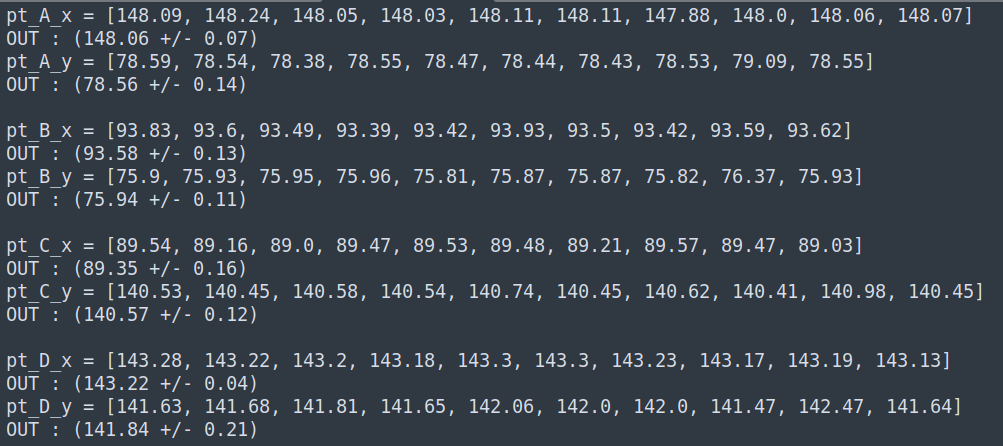 pt_A_x = [148.09, 148.24, 148.05, 148.03, 148.11, 148.11, 147.88, 148.0, 148.06, 148.07]
OUT : (148.06 +/- 0.07)
pt_A_y = [78.59, 78.54, 78.38, 78.55, 78.47, 78.44, 78.43, 78.53, 79.09, 78.55]
OUT : (78.56 +/- 0.14)
pt_B_x = [93.83, 93.6, 93.49, 93.39, 93.42, 93.93, 93.5, 93.42, 93.59, 93.62]
OUT : (93.58 +/- 0.13)
pt_B_y = [75.9, 75.93, 75.95, 75.96, 75.81, 75.87, 75.87, 75.82, 76.37, 75.93]
OUT : (75.94 +/- 0.11)
pt_C_x = [89.54, 89.16, 89.0, 89.47, 89.53, 89.48, 89.21, 89.57, 89.47, 89.03]
OUT : (89.35 +/- 0.16)
pt_C_y = [140.53, 140.45, 140.58, 140.54, 140.74, 140.45, 140.62, 140.41, 140.98, 140.45]
OUT : (140.57 +/- 0.12)
pt_D_x = [143.28, 143.22, 143.2, 143.18, 143.3, 143.3, 143.23, 143.17, 143.19, 143.13]
OUT : (143.22 +/- 0.04)
pt_D_y = [141.63, 141.68, 141.81, 141.65, 142.06, 142.0, 142.0, 141.47, 142.47, 141.64]
OUT : (141.84 +/- 0.21)